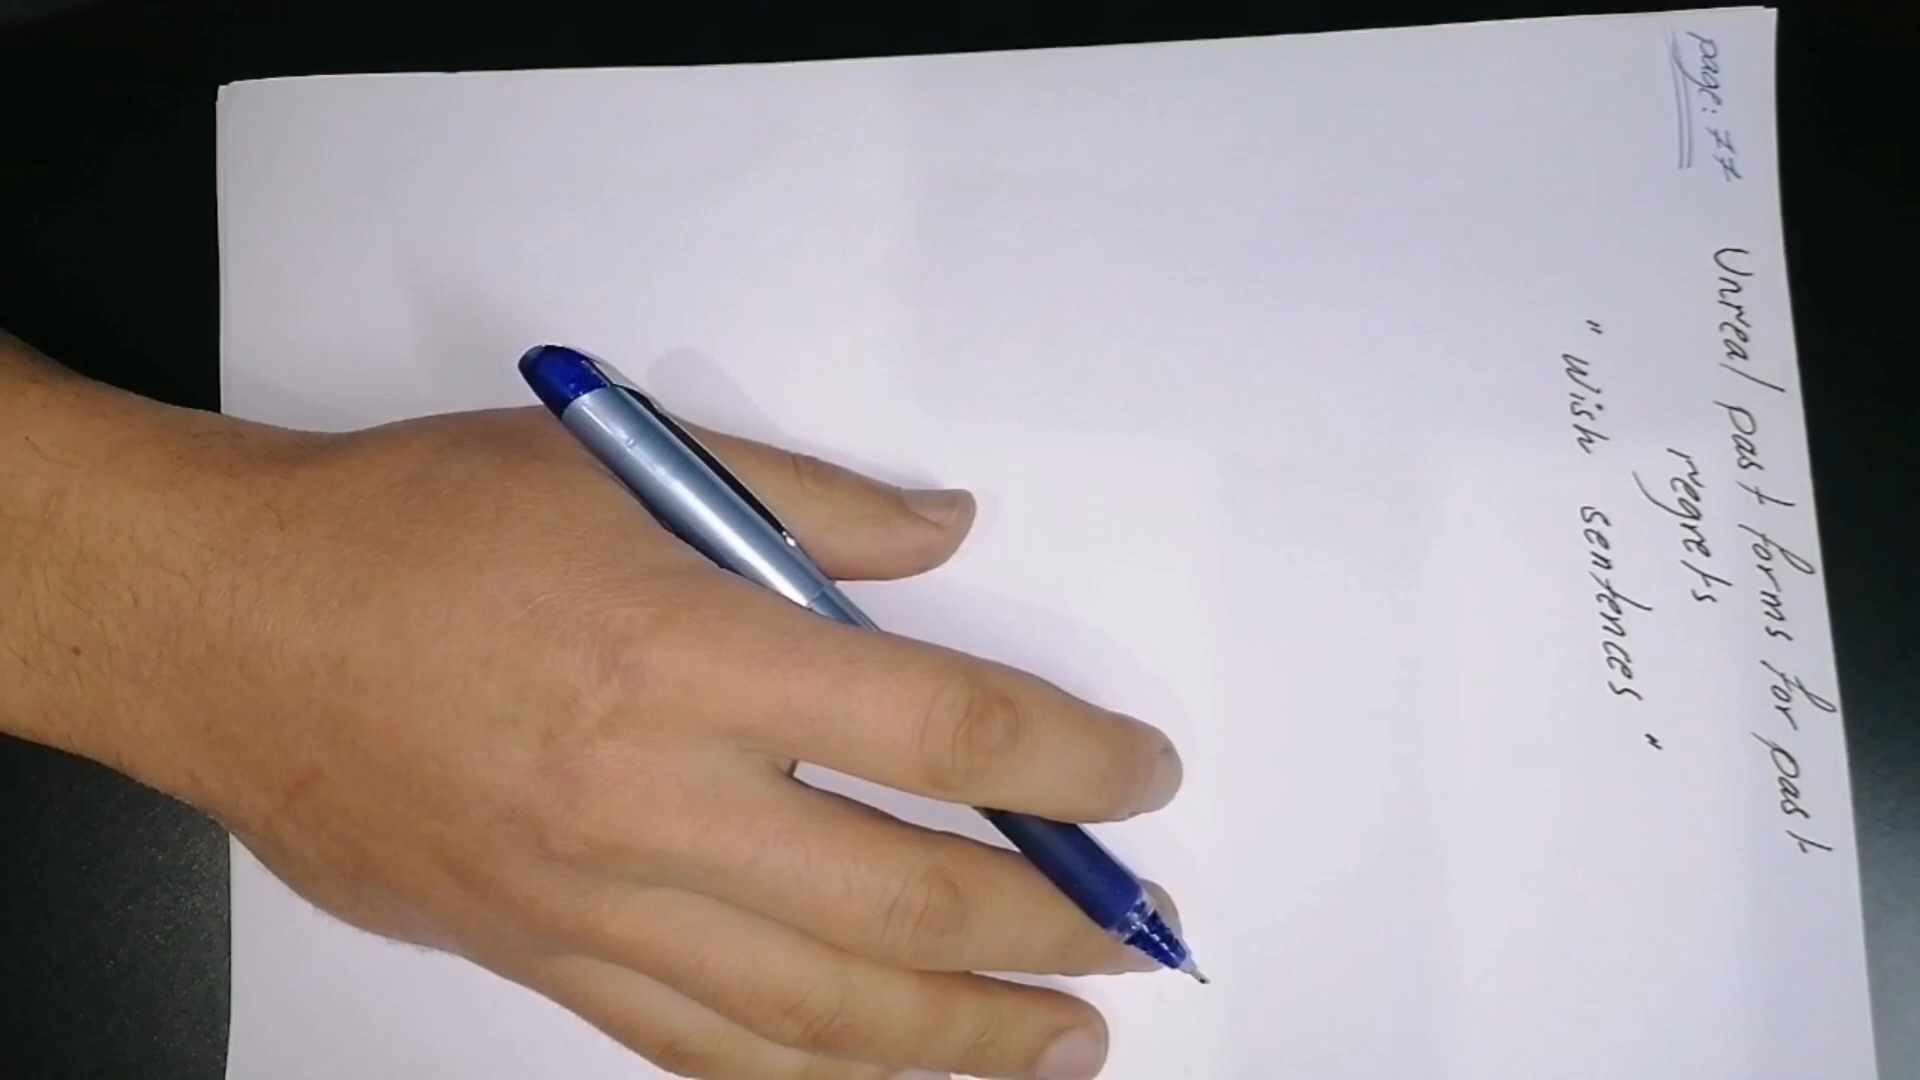 page: 77
Unreal past forms for past
regrets
" Wish sentences "